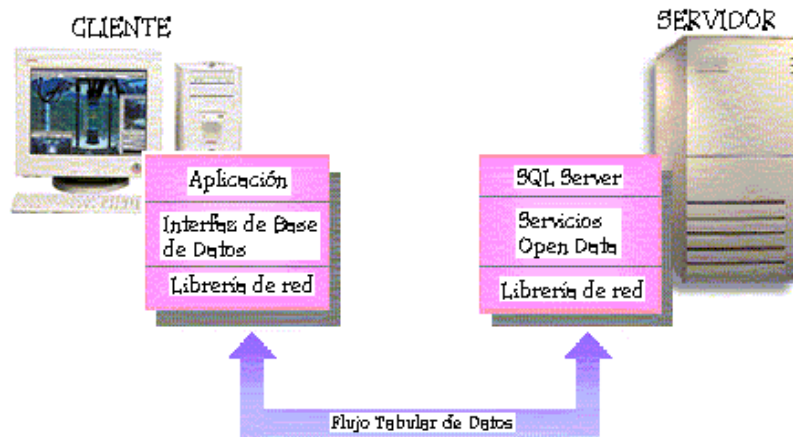 CLIENTE
SERVIDOR
Aplicación
Interfaz de Base
de Datos
Librería de red
SQL Server
Servicios
Open Data
Librería de red
Flujo Tabular de Datos